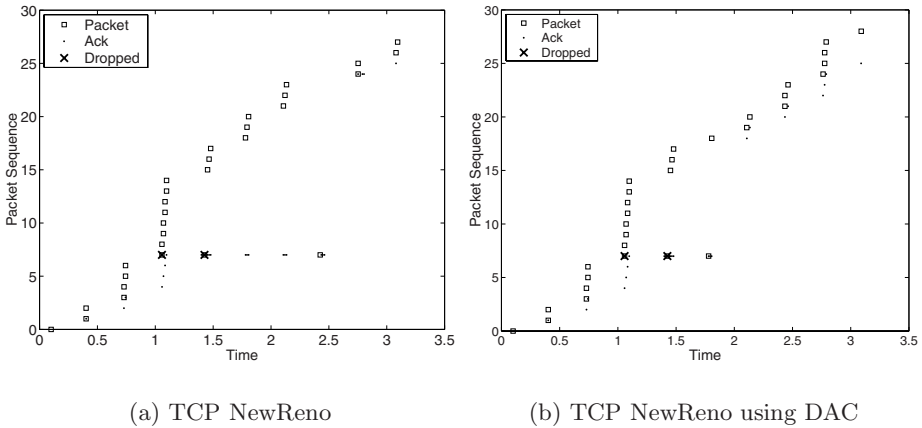 30
25
20
15
10
5
0
Packet Sequence
0 0.5 1 1.5 2 2.5 3 3.5
Time
Packet
Ack
Dropped
(a) TCP NewReno
30
25
20
15
10
5
0
Packet Sequence
0 0.5 1 1.5 2 2.5 3 3.5
Time
Packet
Ack
Dropped
(b) TCP NewReno using DAC